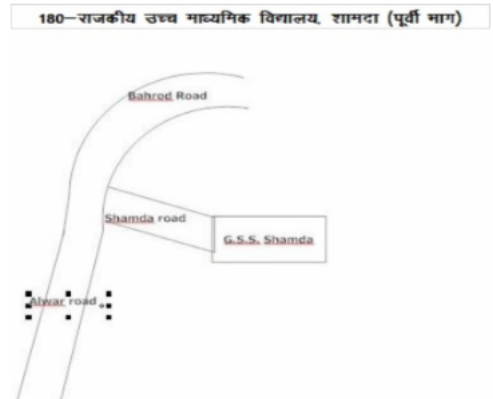 180-राजकीय उच्च माध्यमिक विद्यालय, शामदा (पूर्वी भाग)
Bahrod Road
Shamda road
G.S.S. Shamda
Alwar road